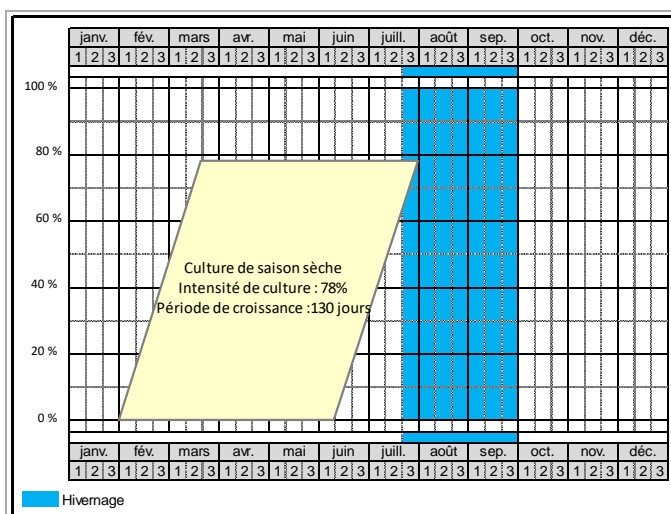 janv. fév. mars avr. mai juin juill. août sep. oct. nov. déc.
1 2 3 1 2 3 1 2 3 1 2 3 1 2 3 1 2 3 1 2 3 1 2 3 1 2 3 1 2 3 1 2 3 1 2 3
100 %
80 %
60 %
Culture de saison sèche
Intensité de culture : 78%
40 %
Période de croissance :130 jours
20 %
0 %
janv. fév. mars avr. mai juin juill. août sep. oct. nov. déc.
1 2 3 1 2 3 1 2 3 1 2 3 1 2 3 1 2 3 1 2 3 1 2 3 1 2 3 1 2 3 1 2 3 1 2 3
Hivernage